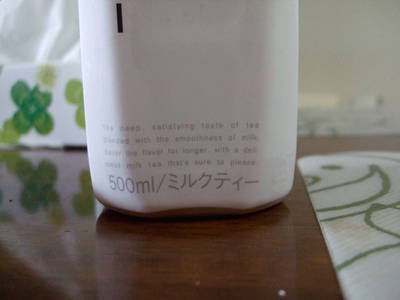 The deep, satisfying taste of tea
blended with the smoothness of milk.
Savor the flavor for longer, with a deli-
cious milk tea that's sure to please.
500ml/ミルクティー